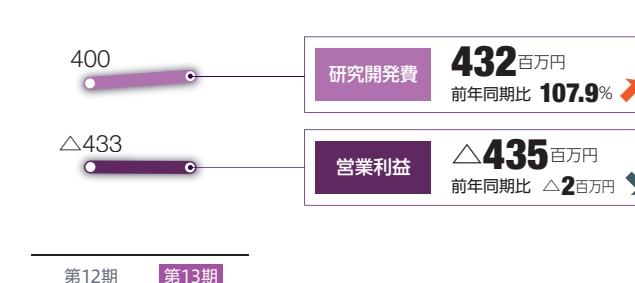 400
研究開発費
432百万円
前年同期比 107.9%
△433
営業利益
△435百万円
前年同期比 △2百万円
第12期
第13期